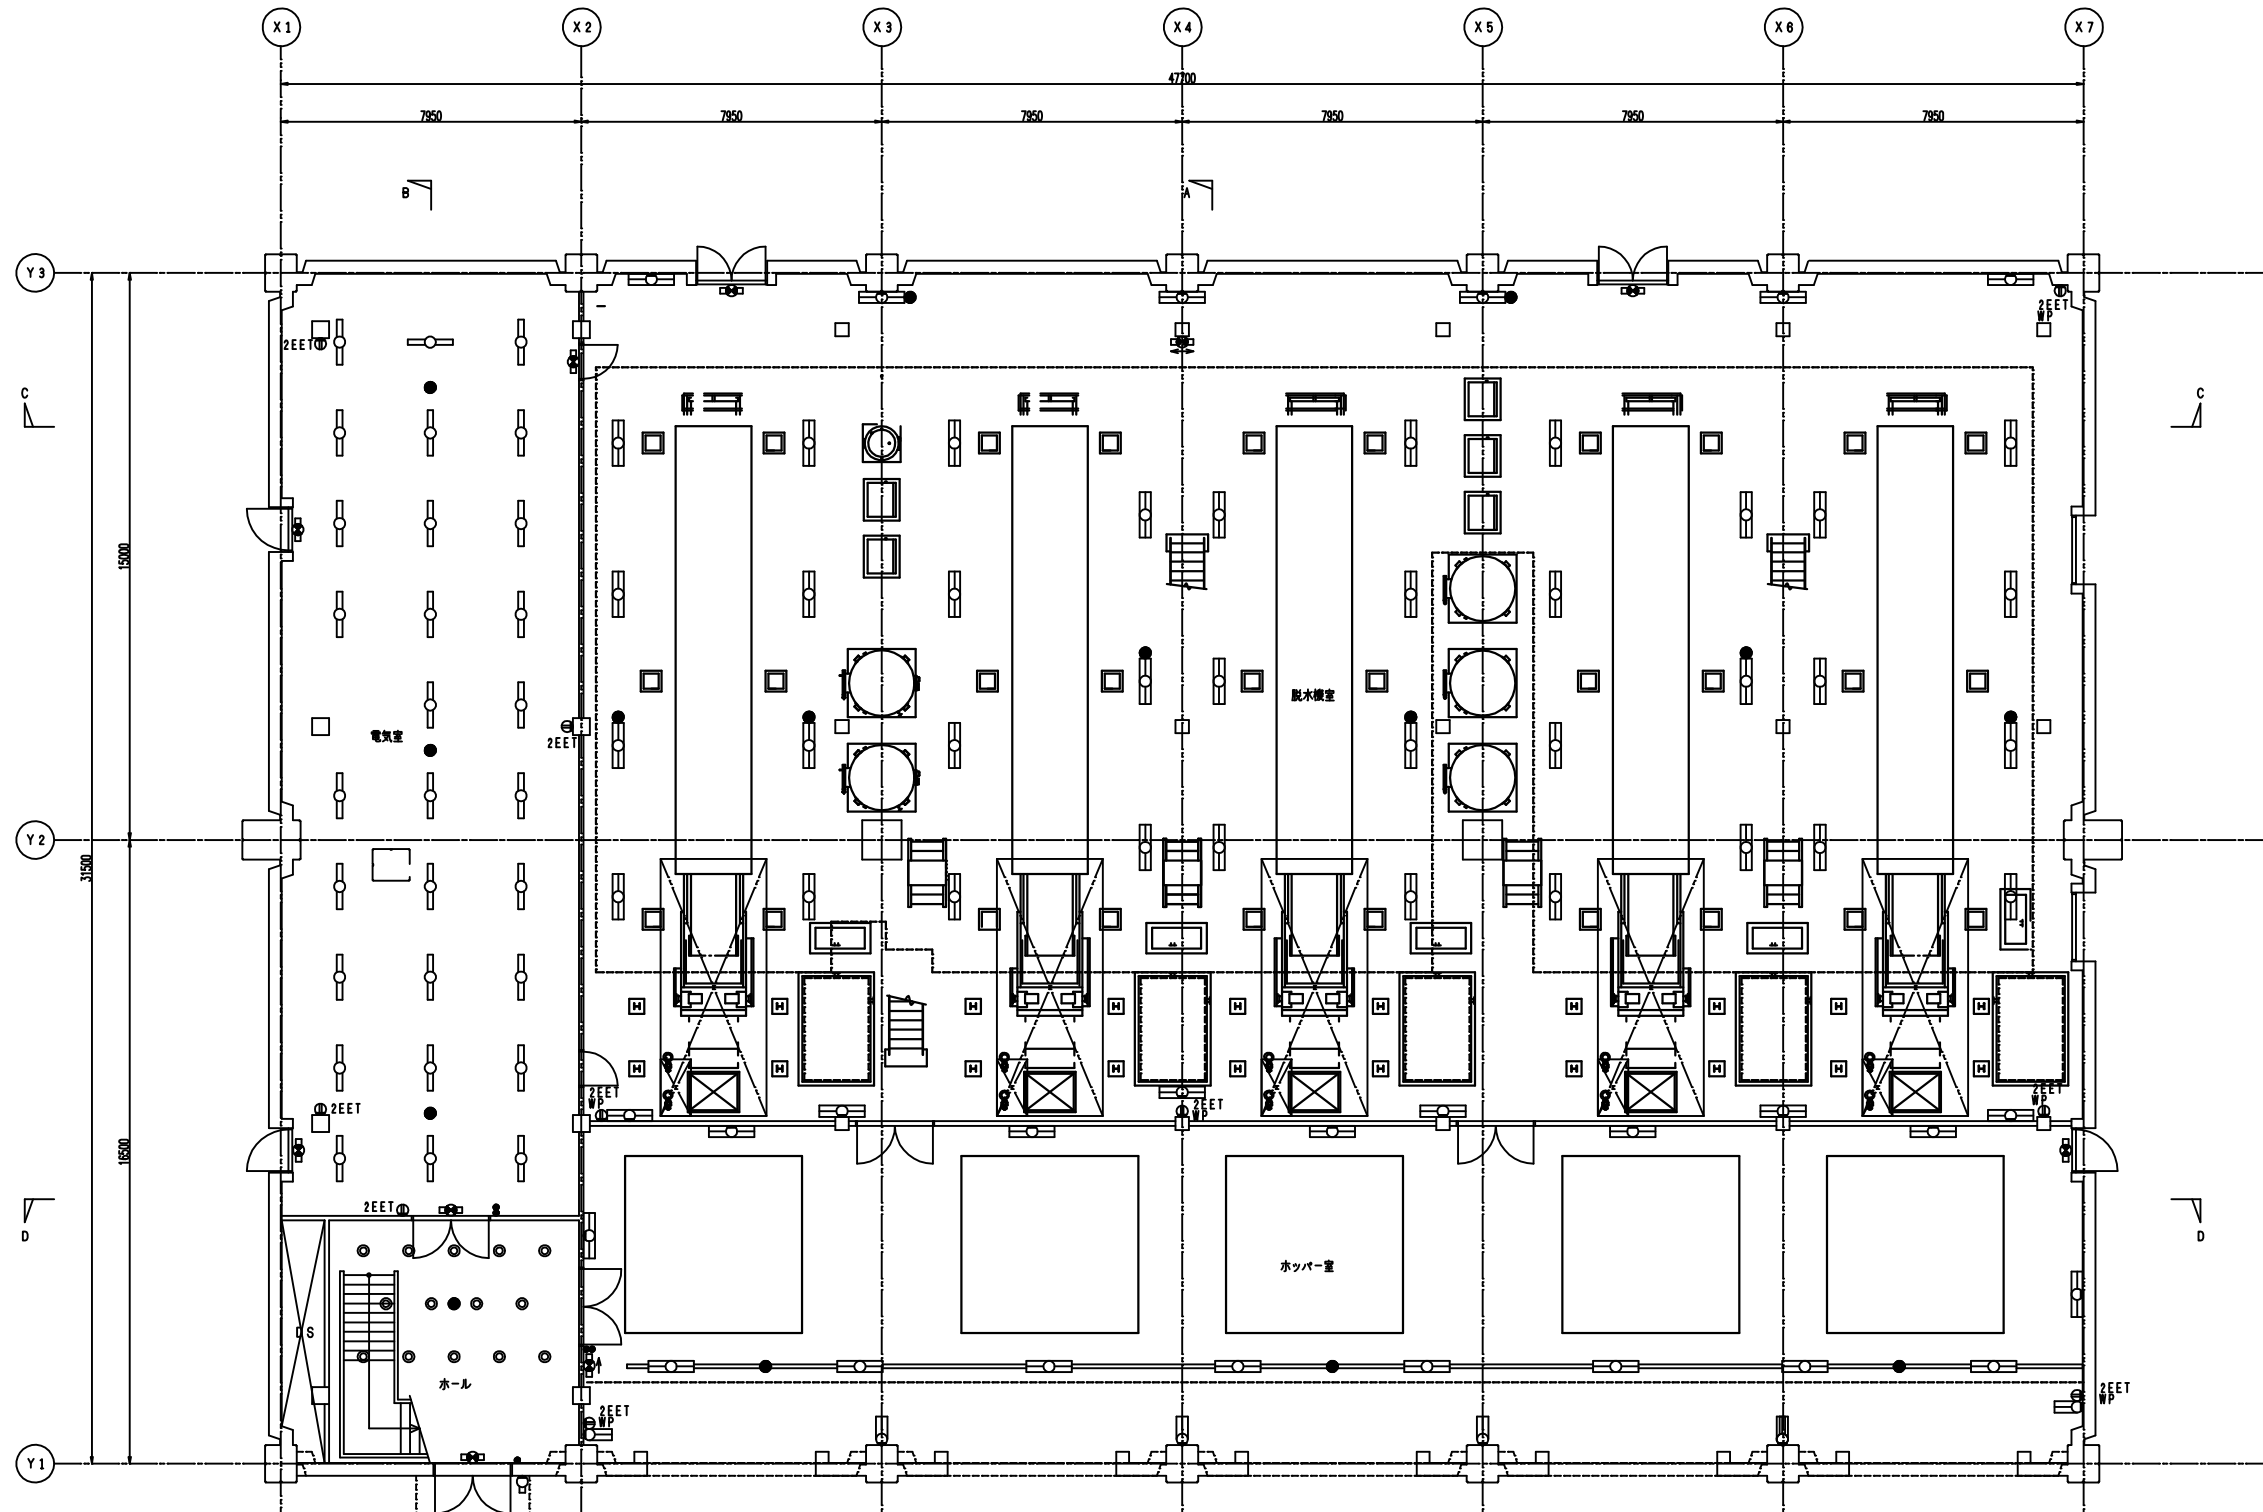 X1 X2 X3 X4 X5 X6 X7
47700
7950 7950 7950 7950 7950 7950
B A
Y3
2EET
WP
2EET
C C
15000
脱水機室
電気室
2EET
Y2
31500
H H H H H H H H H H
H H H H H H H H H H
2EET
WP
2EET
WP
2EET
WP
2EET
16500
2EET
D D
ホッパー室
DS
ホール
2EET
WP
2EET
WP
Y1